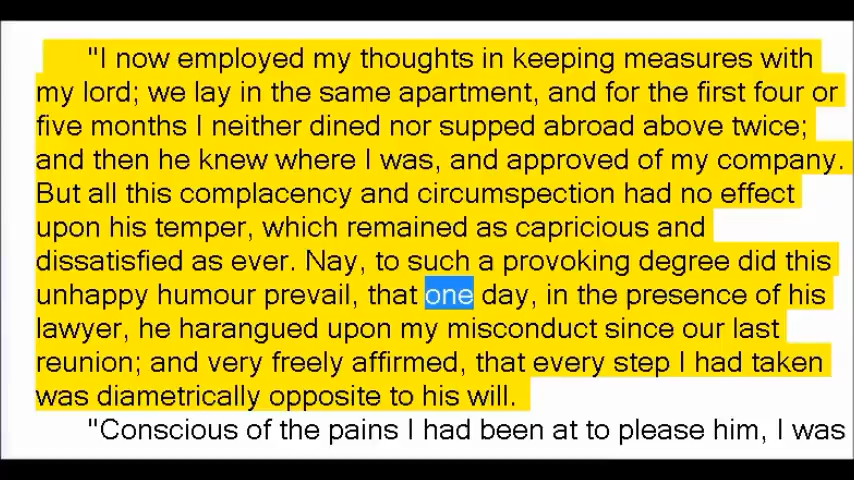 "I now employed my thoughts in keeping measures with
my lord; we lay in the same apartment, and for the first four or
five months I neither dined nor supped abroad above twice;
and then he knew where I was, and approved of my company.
But all this complacency and circumspection had no effect
upon his temper, which remained as capricious and
dissatisfied as ever. Nay, to such a provoking degree did this
unhappy humour prevail, that one day, in the presence of his
lawyer, he harangued upon my misconduct since our last
reunion; and very freely affirmed, that every step I had taken
was diametrically opposite to his will.
"Conscious of the pains I had been at to please him, I was